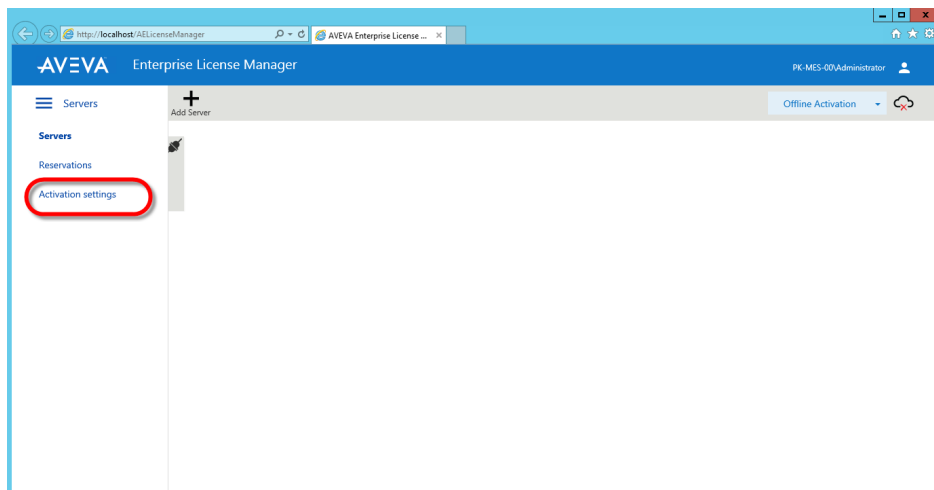 http://localhost/AELicenseManager
AVEVA Enterprise License ...
AVEVA Enterprise License Manager
PK-MES-00\Administrator
Servers
Add Server
Offline Activation
Servers
Reservations
Activation settings